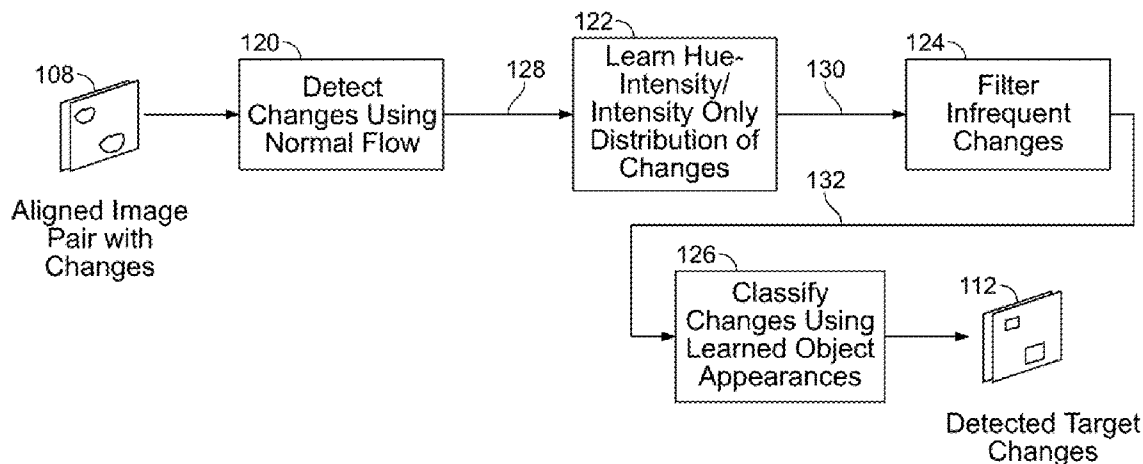 108
Aligned Image
Pair with
Changes
120
Detect
Changes Using
Normal Flow
128
122
Learn Hue-
Intensity/
Intensity Only
Distribution of
Changes
130
124
Filter
Infrequent
Changes
132
126
Classify
Changes Using
Learned Object
Appearances
112
Detected Target
Changes